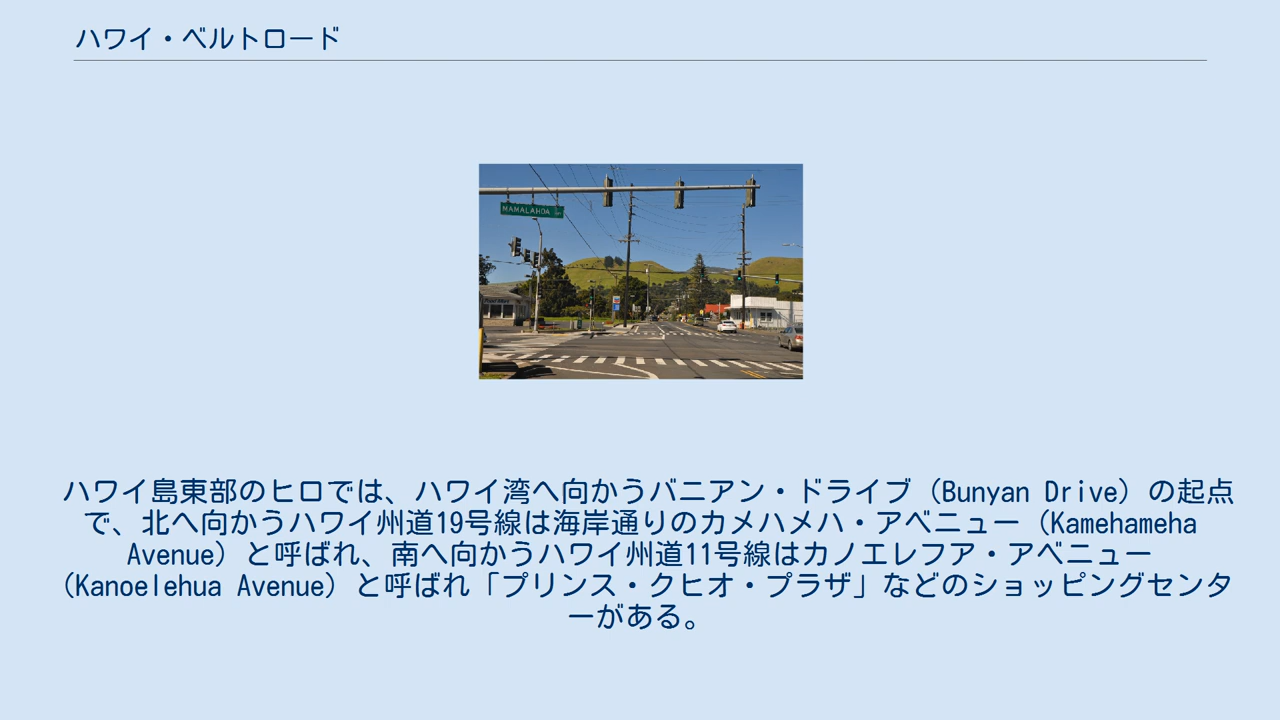 ハワイ・ベルトロード
MAMALAHOA
ハワイ島東部のヒロでは、ハワイ湾へ向かうバニアン・ドライブ（Bunyan Drive）の起点
で、北へ向かうハワイ州道19号線は海岸通りのカメハメハ・アベニュー（Kamehameha
Avenue）と呼ばれ、南へ向かうハワイ州道11号線はカノエレフア・アベニュー
（Kanoelehua Avenue）と呼ばれ「プリンス・クヒオ・プラザ」などのショッピングセンタ
ーがある。